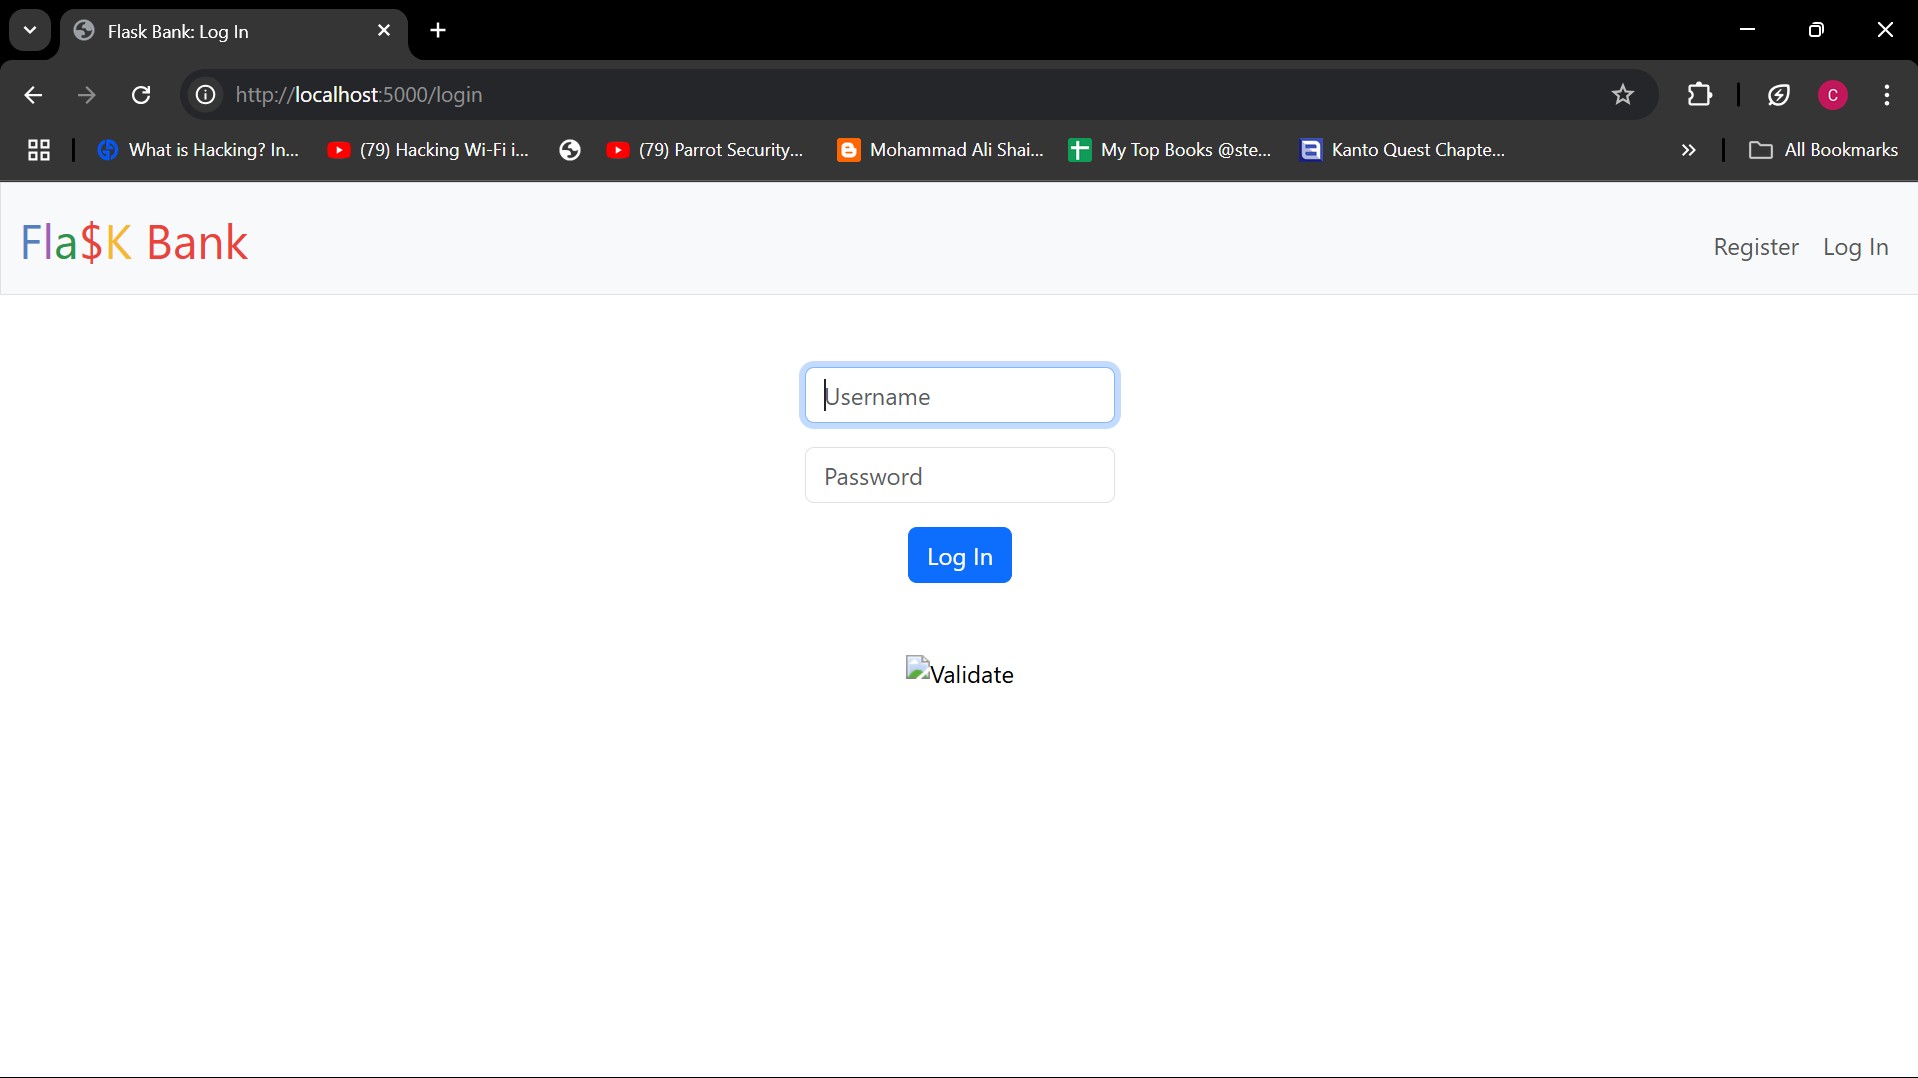 Flask Bank: Log In
http://localhost:5000/login
C
What is Hacking? In...
(79) Hacking Wi-Fi i...
(79) Parrot Security...
Mohammad Ali Shai...
My Top Books @ste...
Kanto Quest Chapte...
All Bookmarks
Fla$K Bank
Register
Log In
Username
Password
Log In
Validate